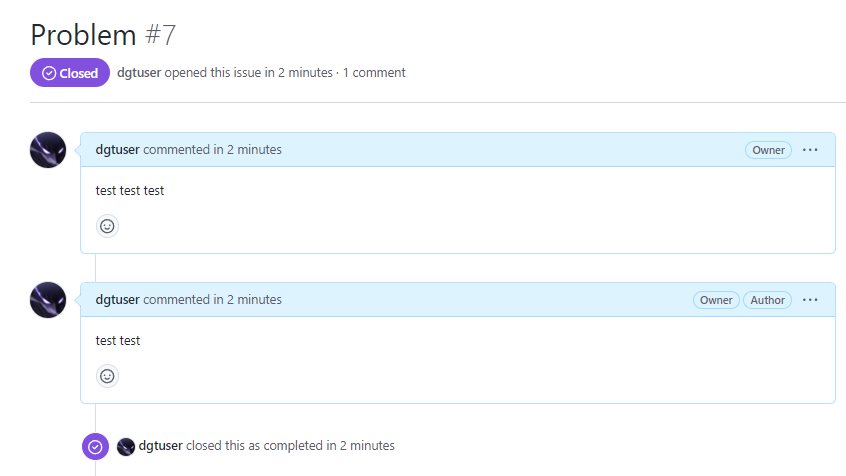 Problem #7
Closed dgtuser opened this issue in 2 minutes · 1 comment
dgtuser commented in 2 minutes Owner ···
test test test
dgtuser commented in 2 minutes Owner Author ···
test test
dgtuser closed this as completed in 2 minutes